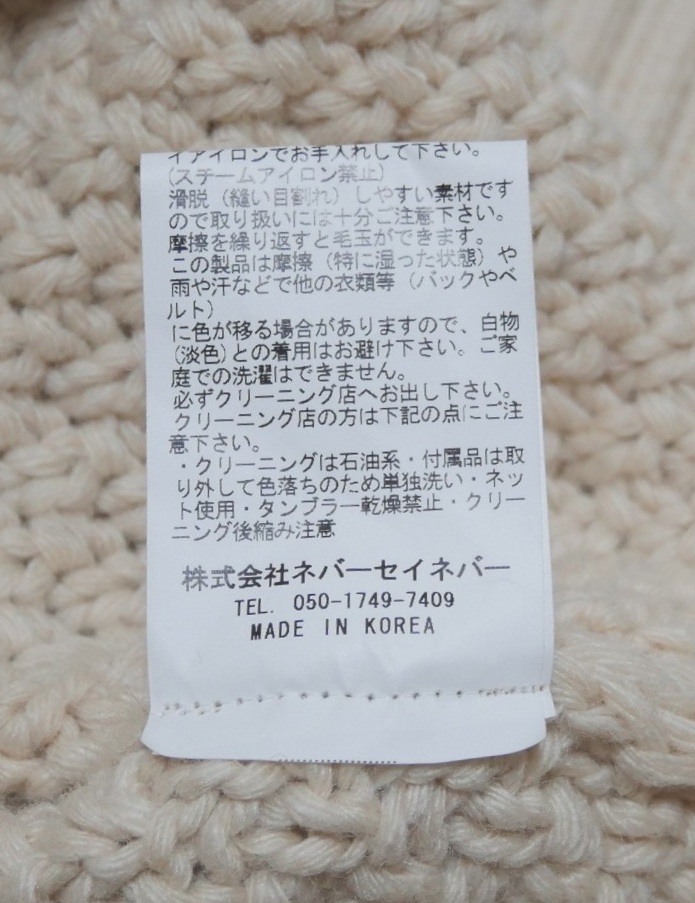 イアイロンでお手入れして下さい。
(スチームアイロン禁止)
滑脱（縫い目割れ）しやすい素材です
ので取り扱いには十分ご注意下さい。
摩擦を繰り返すと毛玉ができます。
この製品は摩擦（特に湿った状態）や
雨や汗などで他の衣類等（バックやベ
ルト）
に色が移る場合がありますので、白物
(淡色)との着用はお避け下さい。ご家
庭での洗濯はできません。
必ずクリーニング店へお出し下さい。
クリーニング店の方は下記の点にご注
意下さい。
・クリーニングは石油系・付属品は取
り外して色落ちのため単独洗い・ネッ
ト使用・タンブラー乾燥禁止・クリー
ニング後縮み注意
株式会社ネバーセイネバー
TEL. 050-1749-7409
MADE IN KOREA